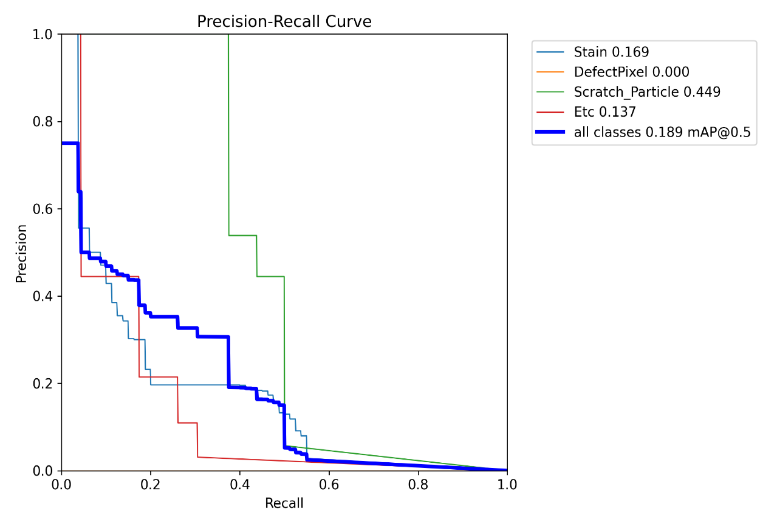 Precision-Recall Curve
1.0
0.8
0.6
0.4
0.2
0.0
Precision
0.0 0.2 0.4 0.6 0.8 1.0
Recall
Stain 0.169
DefectPixel 0.000
Scratch_Particle 0.449
Etc 0.137
all classes 0.189 mAP@0.5